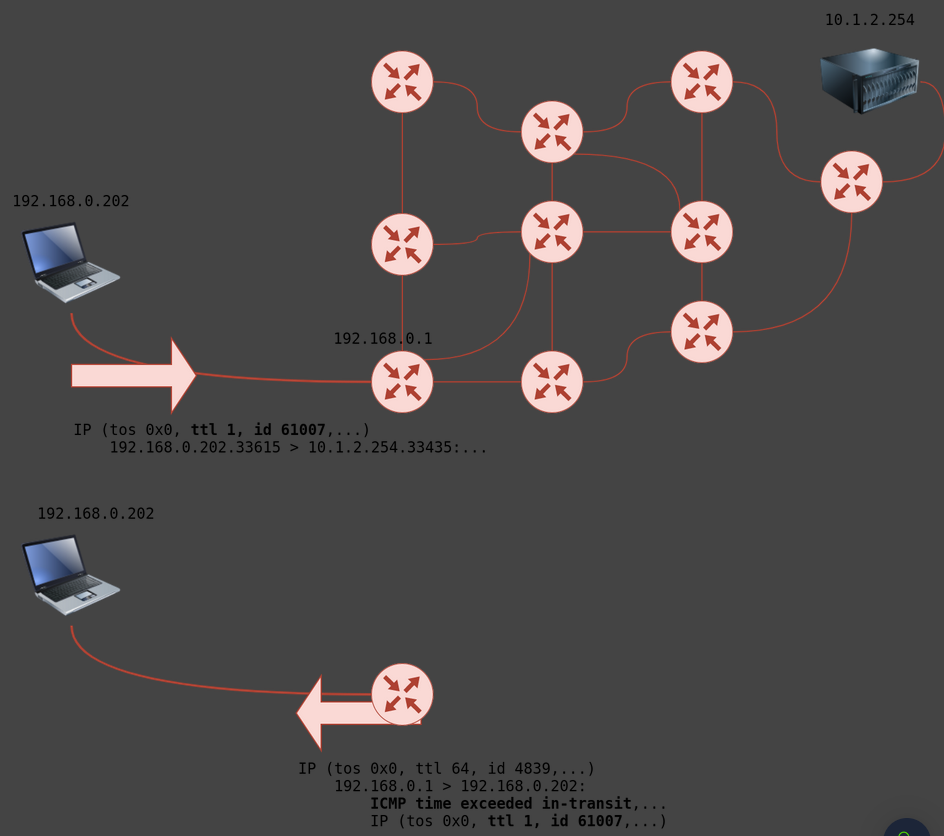 10.1.2.254
192.168.0.202
192.168.0.1
IP (tos 0x0, ttl 1, id 61007,...)
192.168.0.202.33615 > 10.1.2.254.33435:...
192.168.0.202
IP (tos 0x0, ttl 64, id 4839,...)
192.168.0.1 > 192.168.0.202:
ICMP time exceeded in-transit,...
IP (tos 0x0, ttl 1, id 61007,...)